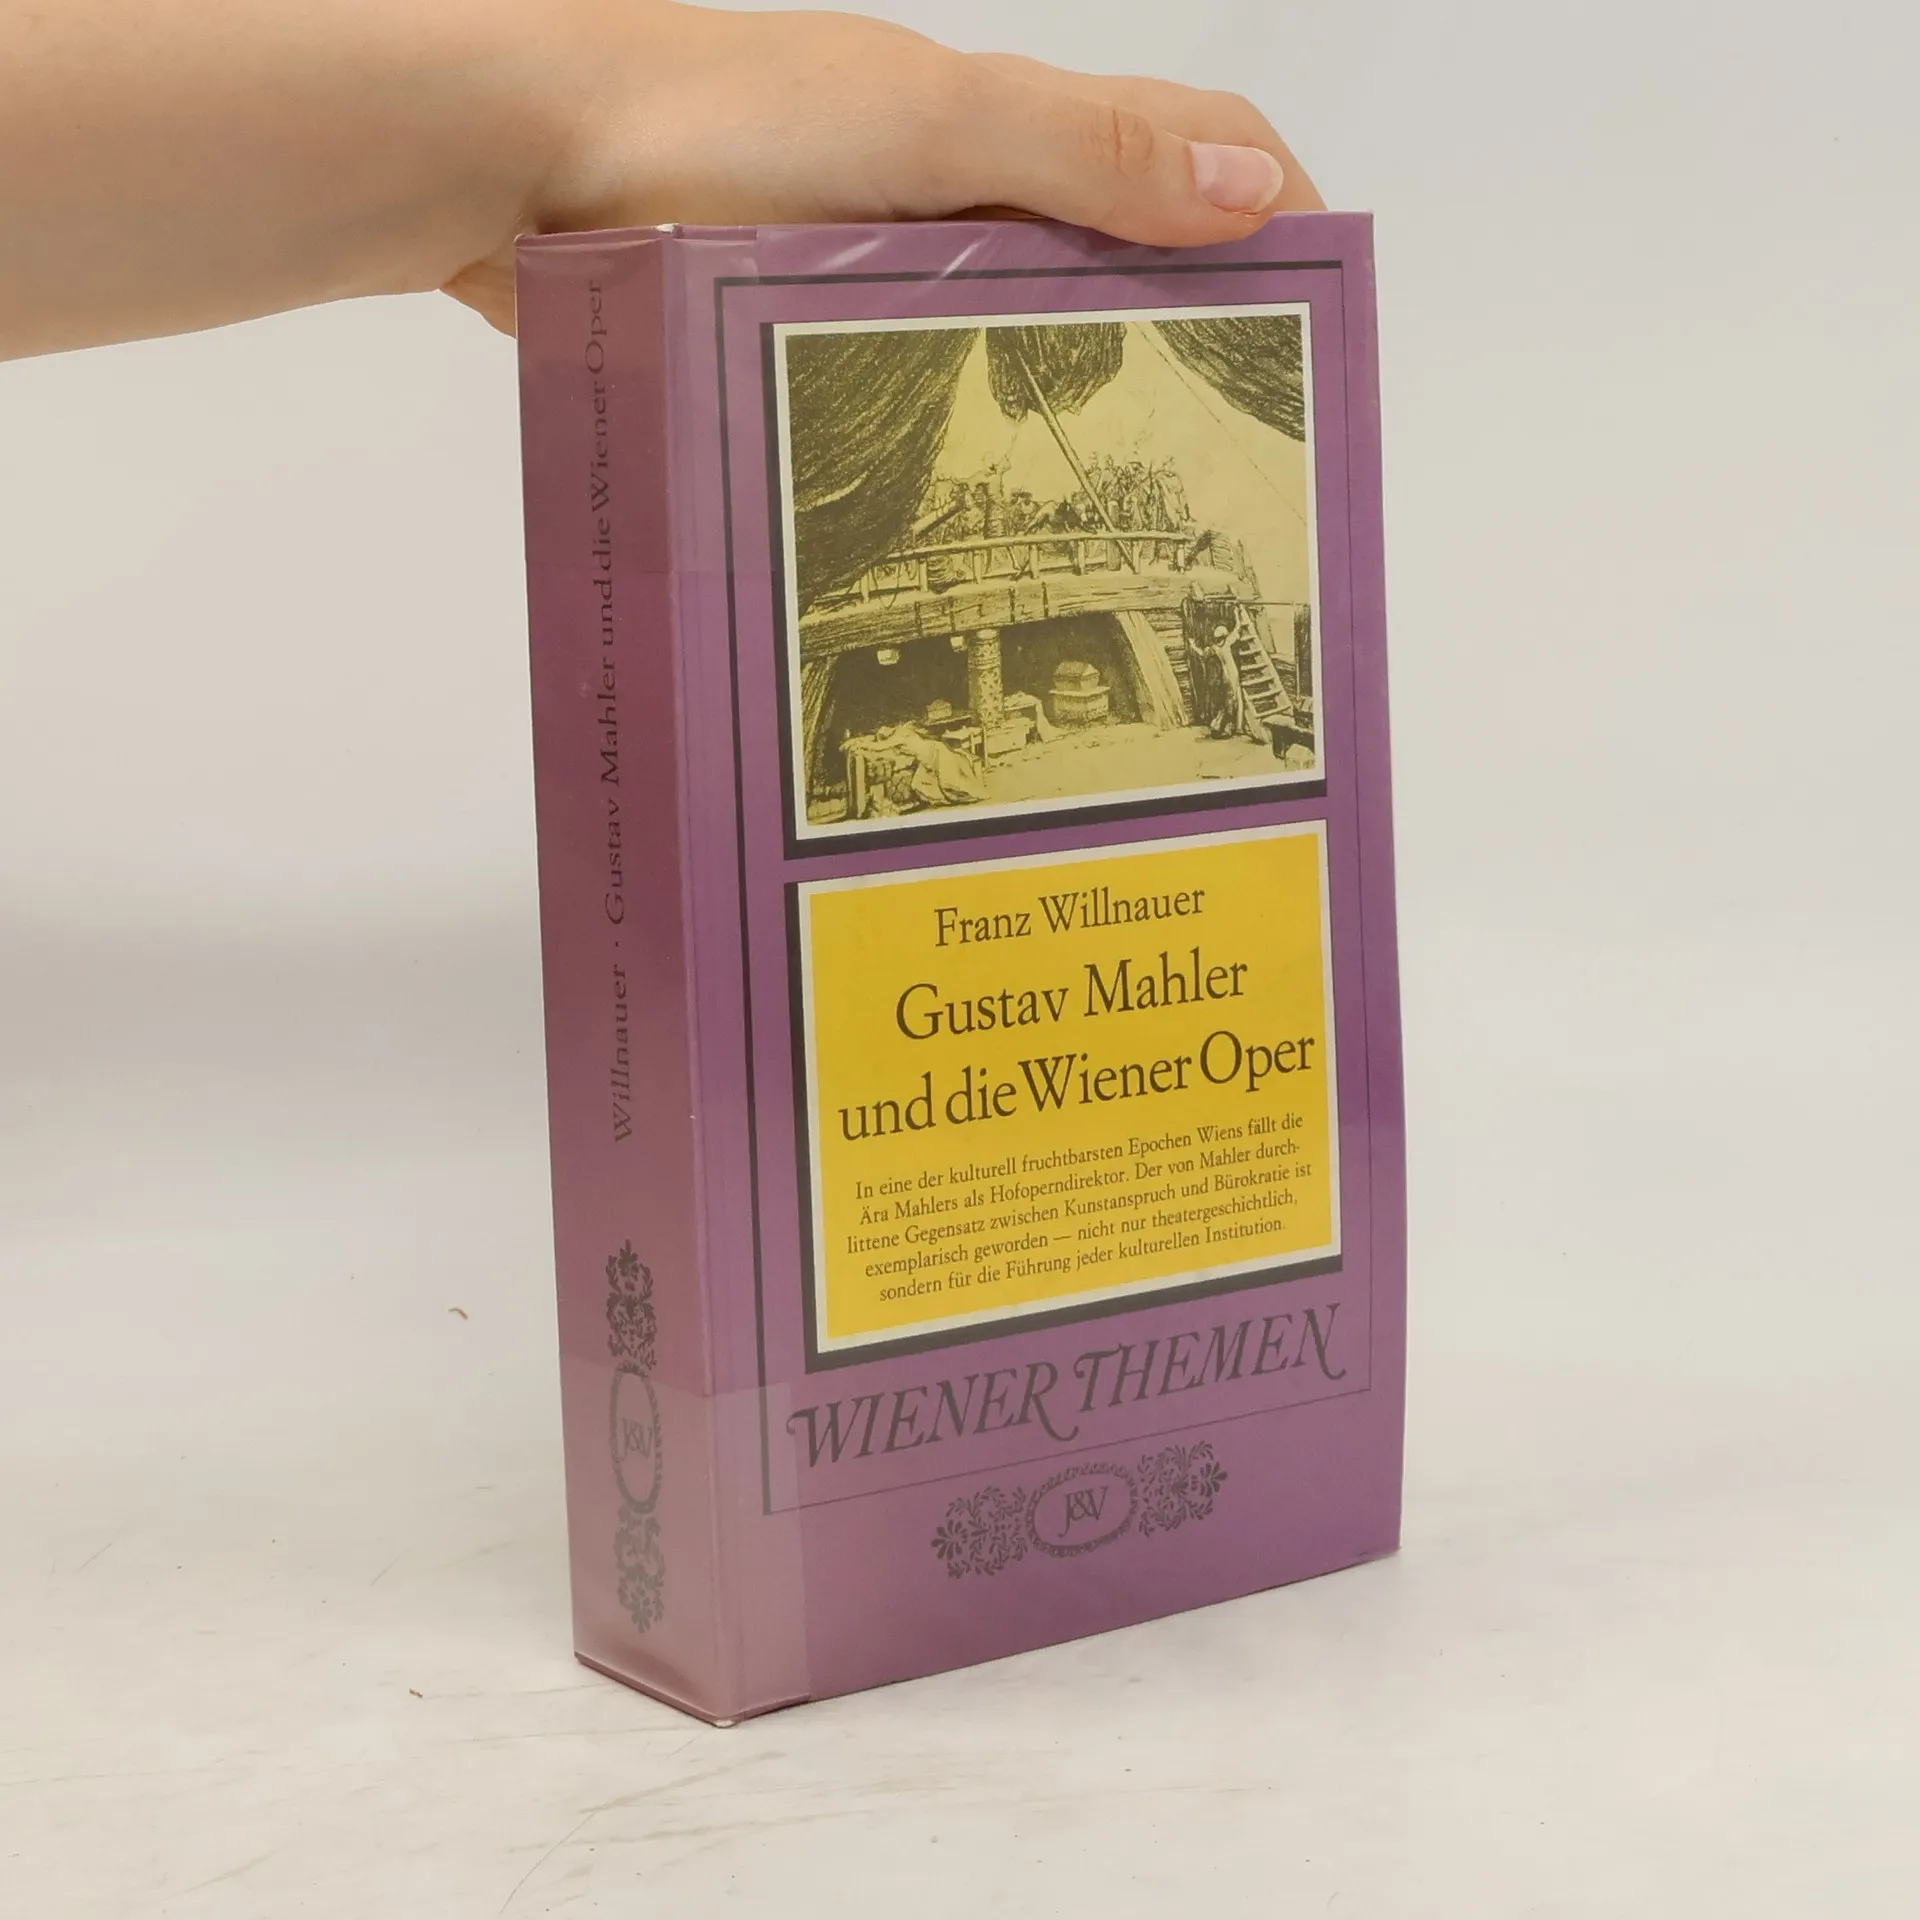 Willnauer · Gustav Mahler und die Wiener Oper
J&V
Franz Willnauer
Gustav Mahler
und die Wiener Oper
In eine der kulturell fruchtbarsten Epochen Wiens fällt die
Ära Mahlers als Hofoperndirektor. Der von Mahler durch-
littene Gegensatz zwischen Kunstanspruch und Bürokratie ist
exemplarisch geworden — nicht nur theatergeschichtlich,
sondern für die Führung jeder kulturellen Institution.
WIENER THEMEN
J&V